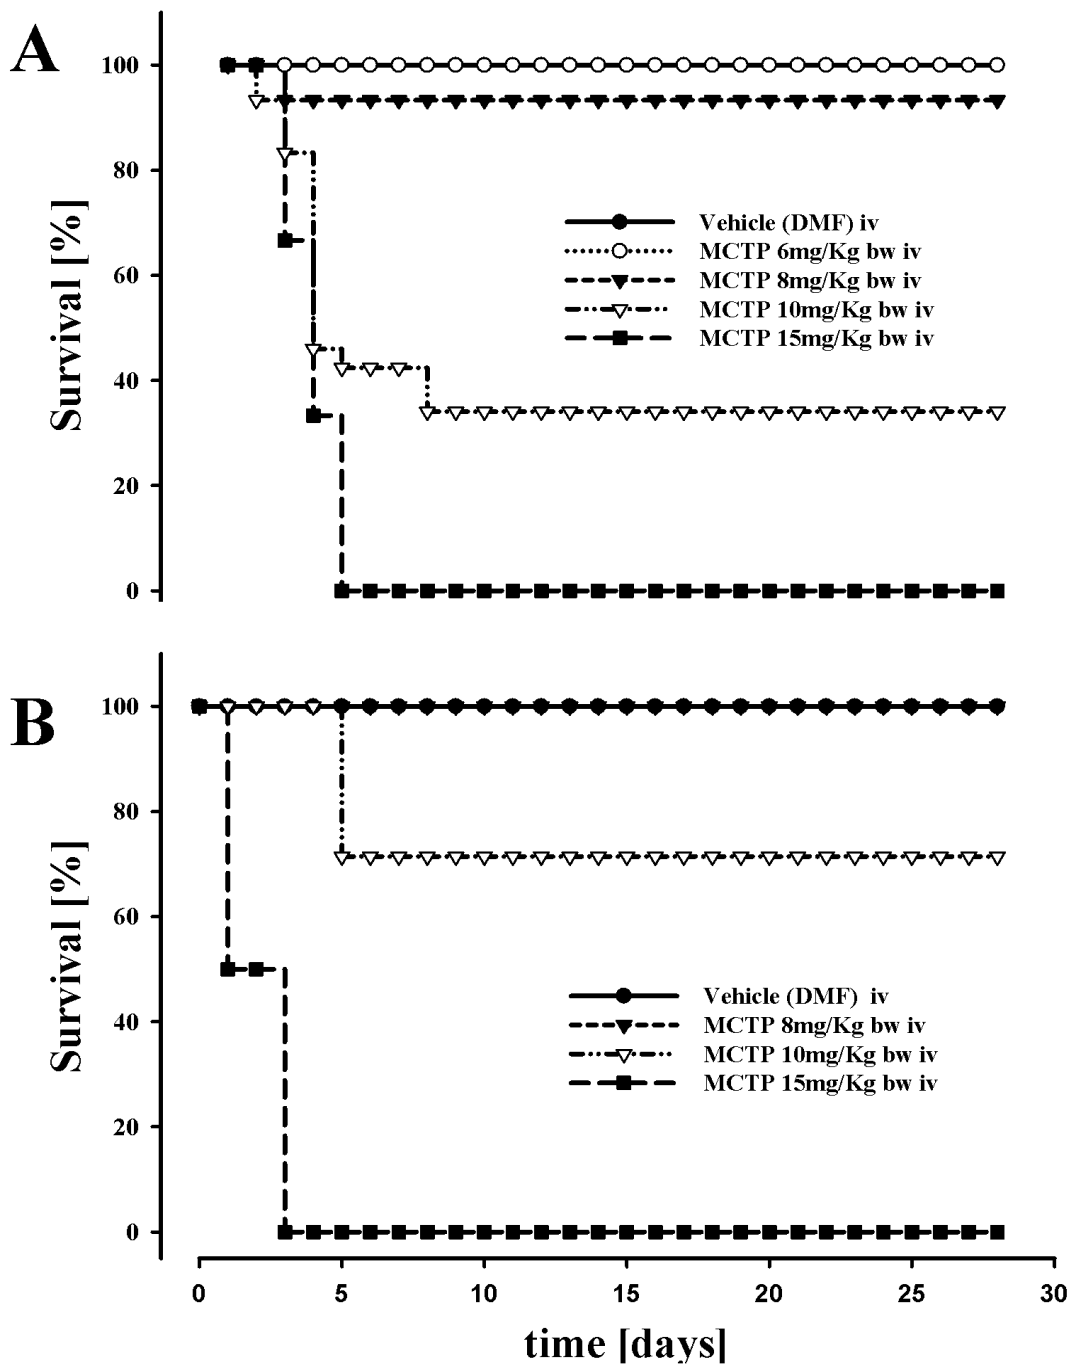 A
100
80
60
40
20
0
Survival [%]
Vehicle (DMF) iv
MCTP 6mg/Kg bw iv
MCTP 8mg/Kg bw iv
MCTP 10mg/Kg bw iv
MCTP 15mg/Kg bw iv
B
100
80
60
40
20
0
Survival [%]
Vehicle (DMF) iv
MCTP 8mg/Kg bw iv
MCTP 10mg/Kg bw iv
MCTP 15mg/Kg bw iv
0 5 10 15 20 25 30
time [days]